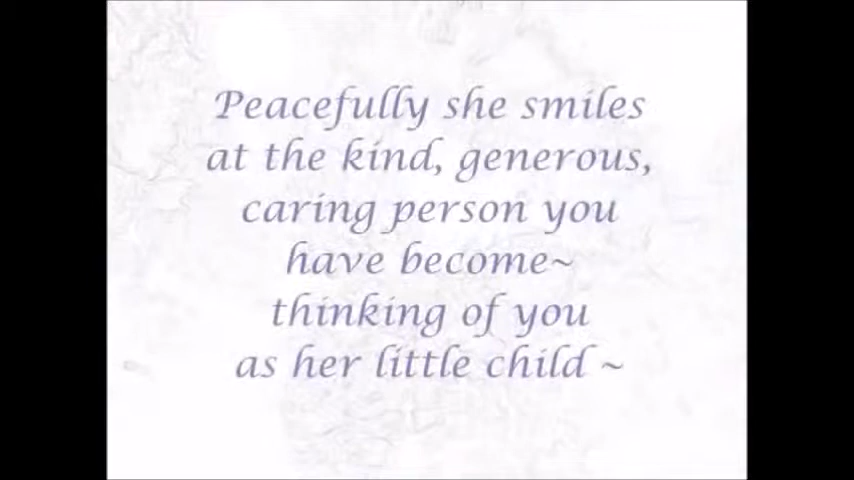 Peacefully she smiles
at the kind, generous,
caring person you
have become~
thinking of you
as her little child ~